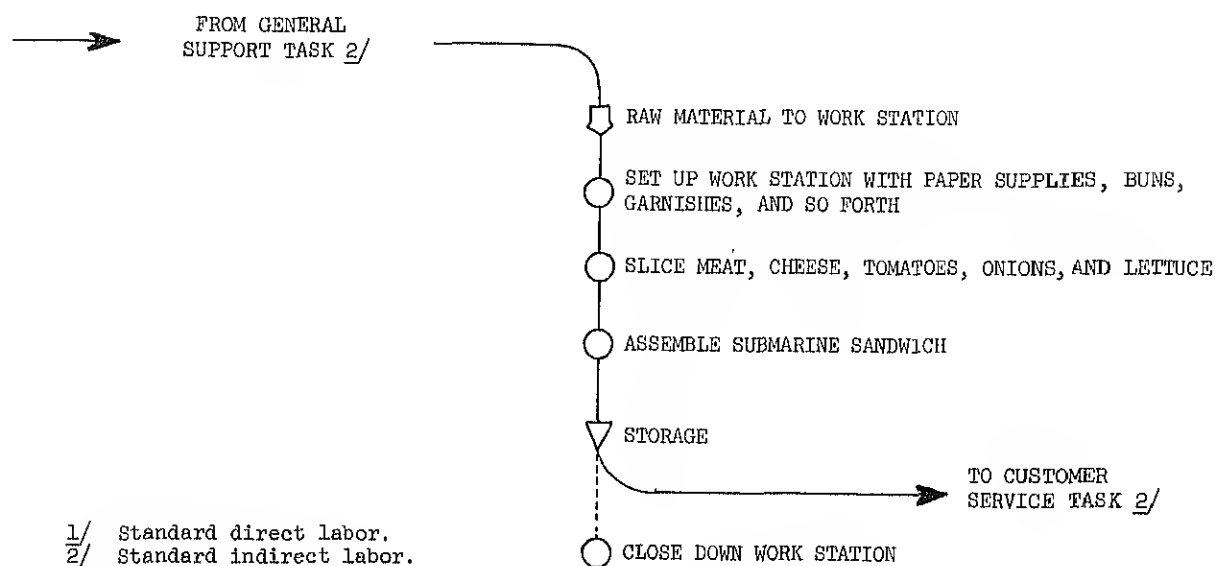 FROM GENERAL
SUPPORT TASK 2/
RAW MATERIAL TO WORK STATION
SET UP WORK STATION WITH PAPER SUPPLIES, BUNS,
GARNISHES, AND SO FORTH
SLICE MEAT, CHEESE, TOMATOES, ONIONS, AND LETTUCE
ASSEMBLE SUBMARINE SANDWICH
STORAGE
TO CUSTOMER
SERVICE TASK 2/
1/ Standard direct labor.
2/ Standard indirect labor.
CLOSE DOWN WORK STATION